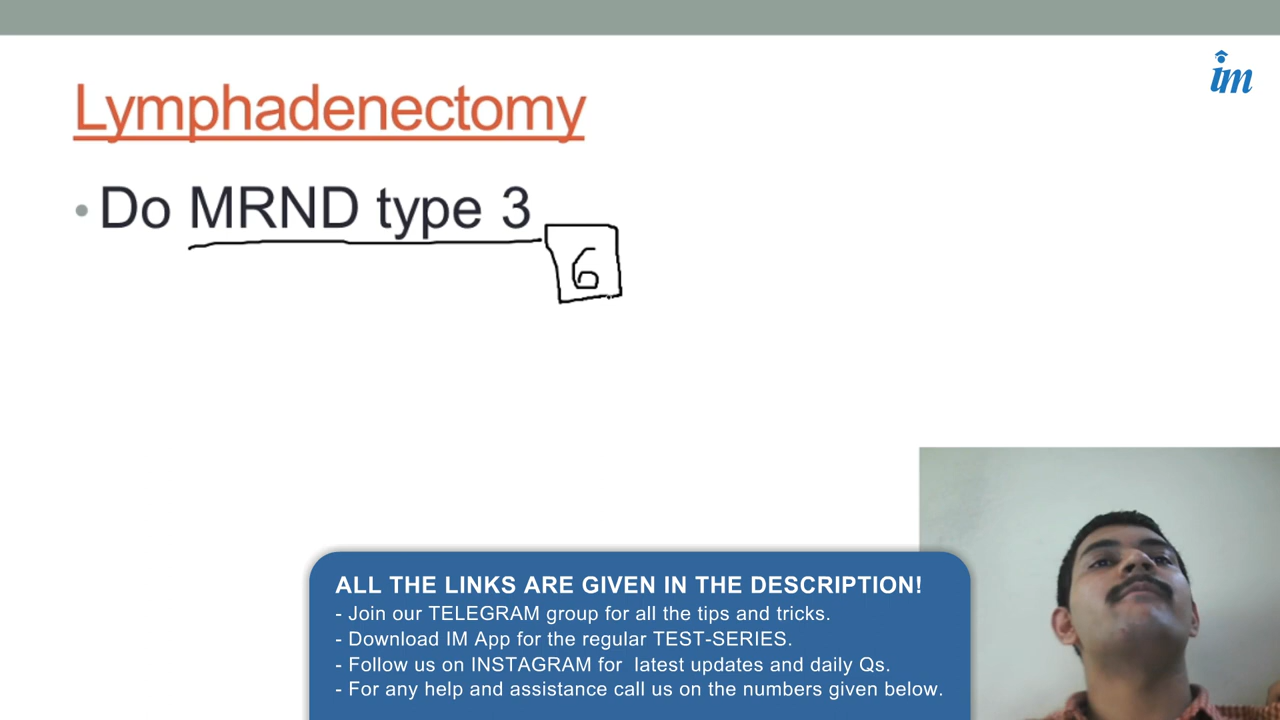 im
Lymphadenectomy
• Do MRND type 3
6
ALL THE LINKS ARE GIVEN IN THE DESCRIPTION!
- Join our TELEGRAM group for all the tips and tricks.
- Download IM App for the regular TEST-SERIES.
- Follow us on INSTAGRAM for latest updates and daily Qs.
- For any help and assistance call us on the numbers given below.